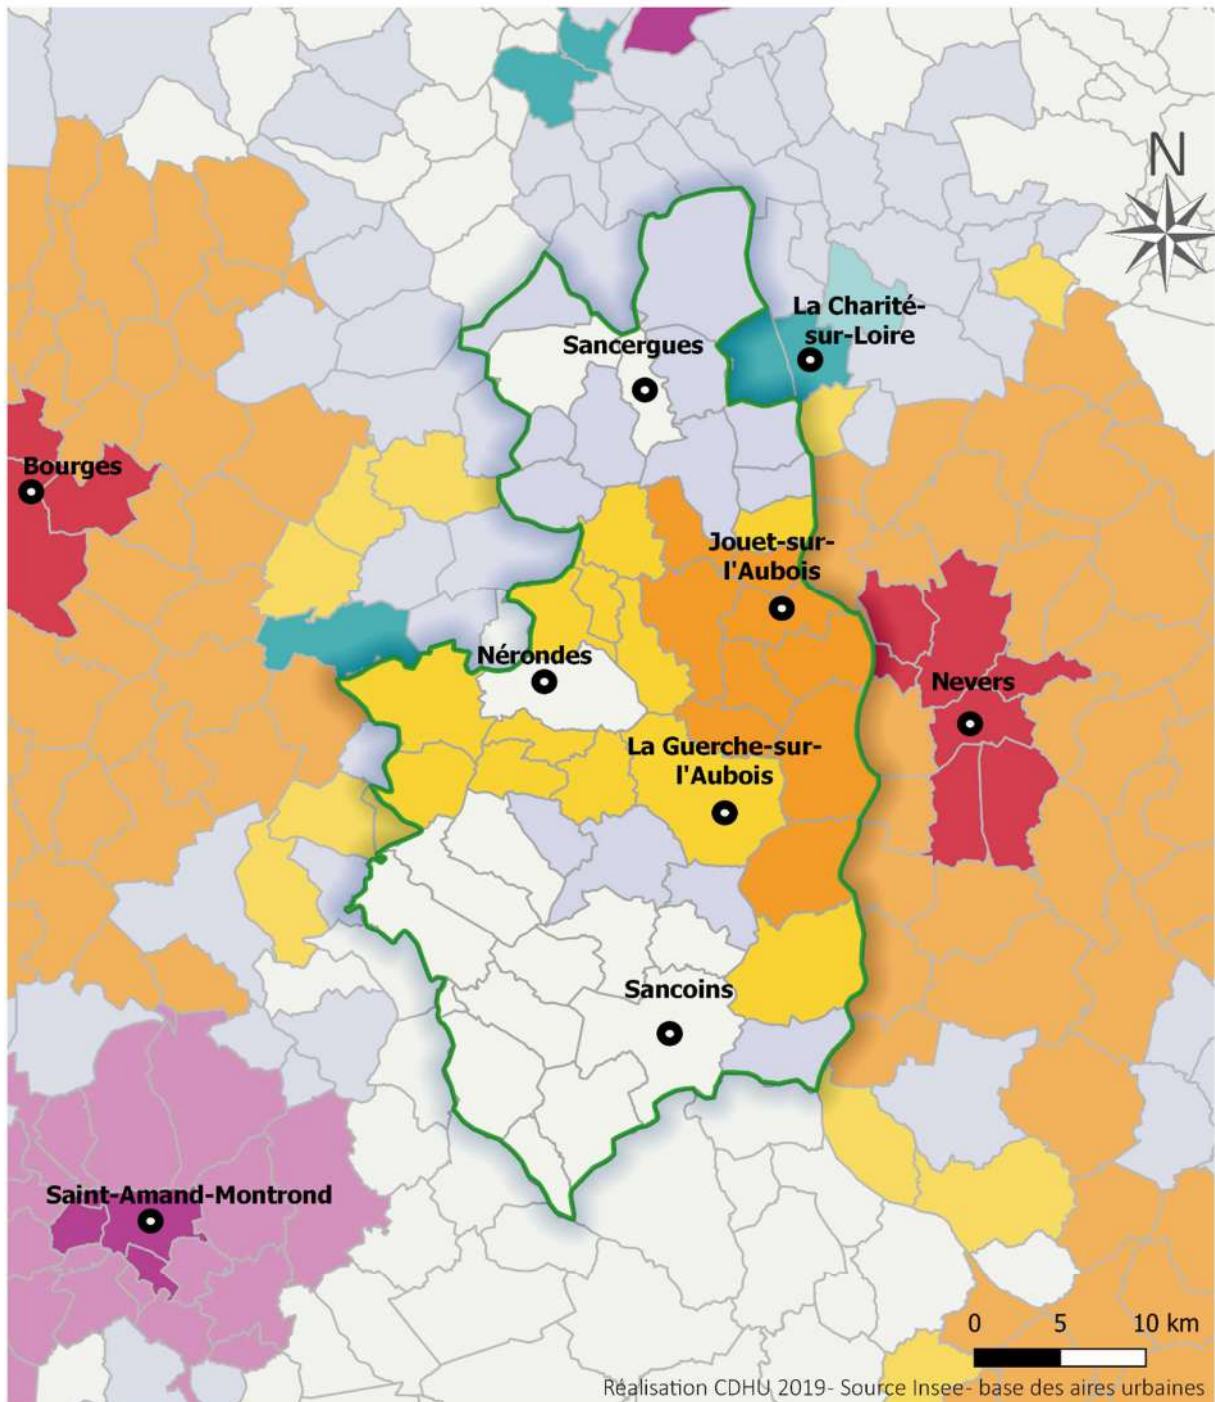 N
La Charité-
sur-Loire
Sancergues
Bourges
Jouet-sur-
l'Aubois
Nérondes
Nevers
La Guerche-sur-
l'Aubois
Sancoins
Saint-Amand-Montrond
0 5 10 km
Réalisation CDHU 2019- Source Insee- base des aires urbaines